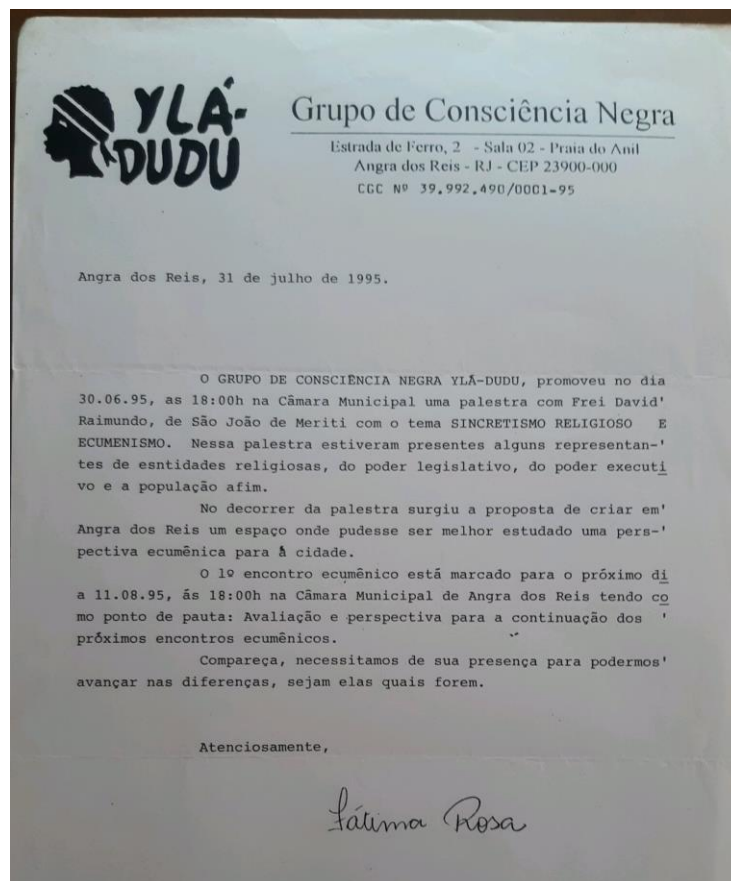 YLÁ-
DUDU
Grupo de Consciência Negra
Estrada de Ferro, 2 - Sala 02 - Praia do Anil
Angra dos Reis - RJ - CEP 23900-000
CGC Nº 39.992.490/0001-95
Angra dos Reis, 31 de julho de 1995.
O GRUPO DE CONSCIÊNCIA NEGRA YLÁ-DUDU, promoveu no dia
30.06.95, as 18:00h na Câmara Municipal uma palestra com Frei David'
Raimundo, de São João de Meriti com o tema SINCRETISMO RELIGIOSO E
ECUMENISMO. Nessa palestra estiveram presentes alguns representan-'
tes de esntidades religiosas, do poder legislativo, do poder executi
vo e a população afim.
No decorrer da palestra surgiu a proposta de criar em'
Angra dos Reis um espaço onde pudesse ser melhor estudado uma pers-'
pectiva ecumênica para à cidade.
O 1º encontro ecumênico está marcado para o próximo di
a 11.08.95, ás 18:00h na Câmara Municipal de Angra dos Reis tendo co
mo ponto de pauta: Avaliação e perspectiva para a continuação dos '
próximos encontros ecumênicos.
Compareça, necessitamos de sua presença para podermos'
avançar nas diferenças, sejam elas quais forem.
Atenciosamente,
Fátima Rosa